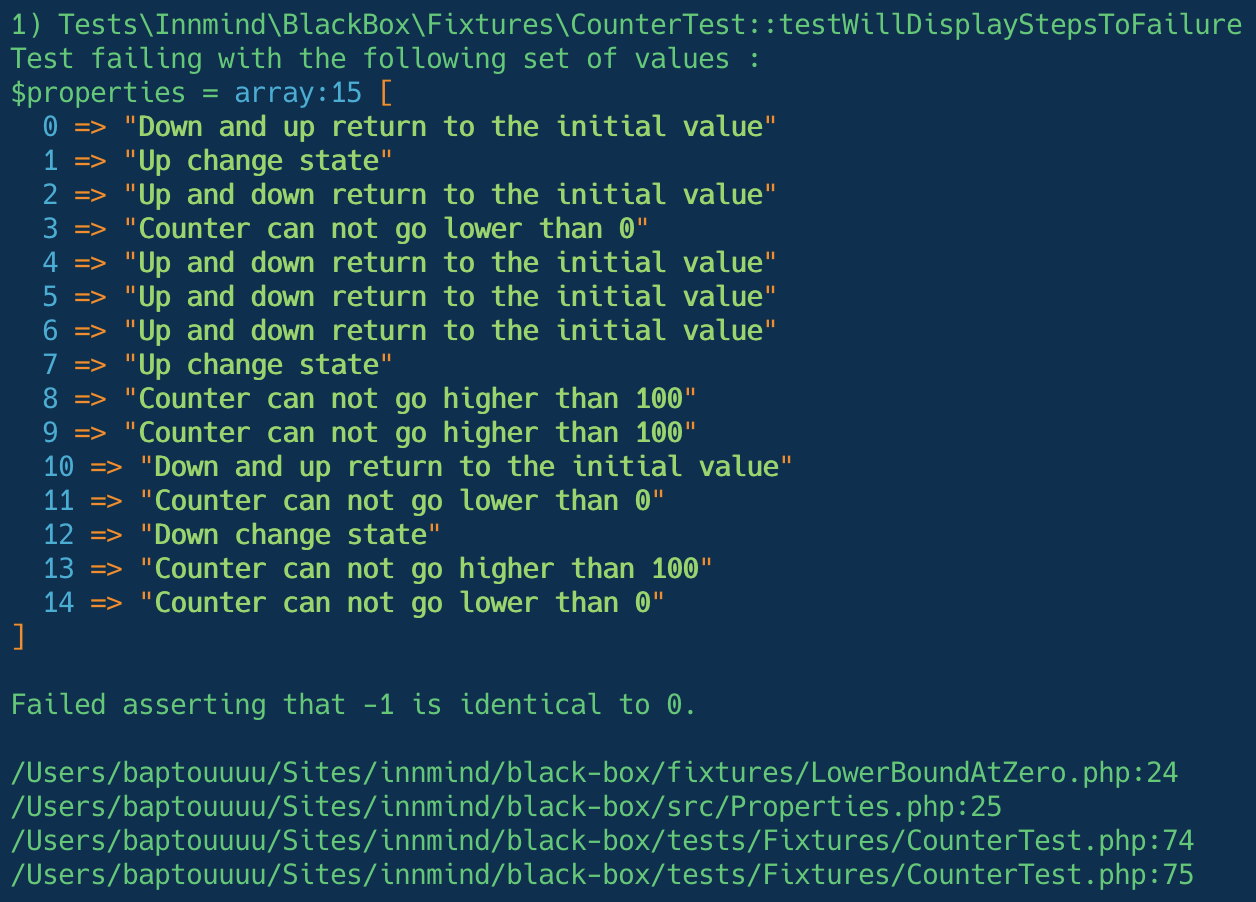 1) Tests\Innmind\BlackBox\Fixtures\CounterTest::testWillDisplayStepsToFailure
Test failing with the following set of values :
$properties = array:15 [
  0 => "Down and up return to the initial value"
  1 => "Up change state"
  2 => "Up and down return to the initial value"
  3 => "Counter can not go lower than 0"
  4 => "Up and down return to the initial value"
  5 => "Up and down return to the initial value"
  6 => "Up and down return to the initial value"
  7 => "Up change state"
  8 => "Counter can not go higher than 100"
  9 => "Counter can not go higher than 100"
  10 => "Down and up return to the initial value"
  11 => "Counter can not go lower than 0"
  12 => "Down change state"
  13 => "Counter can not go higher than 100"
  14 => "Counter can not go lower than 0"
]
Failed asserting that -1 is identical to 0.
/Users/baptouuuu/Sites/innmind/black-box/fixtures/LowerBoundAtZero.php:24
/Users/baptouuuu/Sites/innmind/black-box/src/Properties.php:25
/Users/baptouuuu/Sites/innmind/black-box/tests/Fixtures/CounterTest.php:74
/Users/baptouuuu/Sites/innmind/black-box/tests/Fixtures/CounterTest.php:75